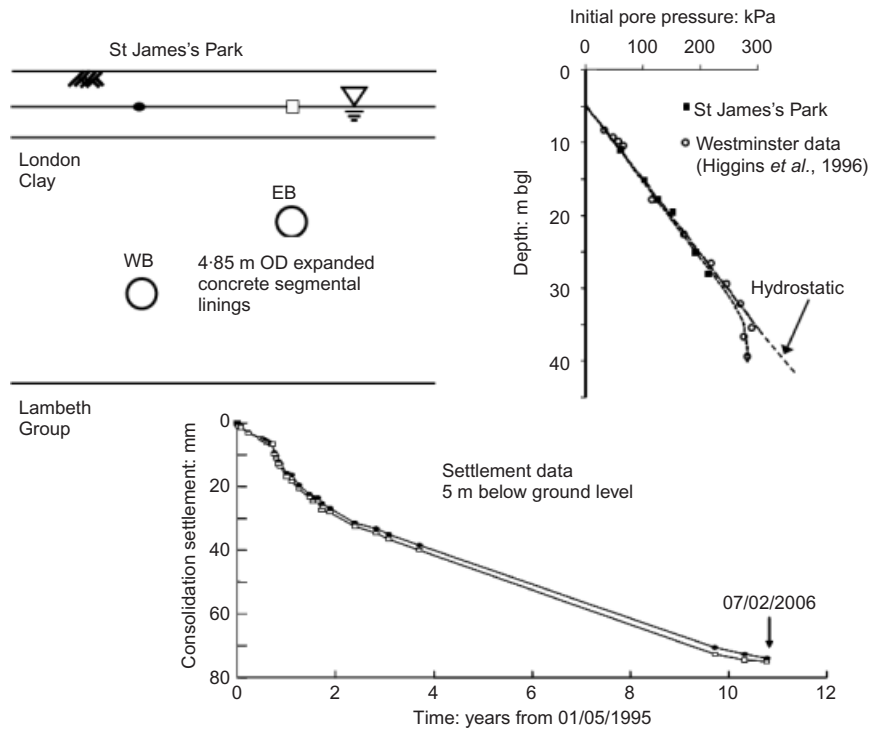 St James's Park
London
Clay
EB
WB
4·85 m OD expanded
concrete segmental
linings
Lambeth
Group
Initial pore pressure: kPa
0 100 200 300
0
10
20
30
40
Depth: m bgl
St James's Park
Westminster data
(Higgins et al., 1996)
Hydrostatic
Consolidation settlement: mm
0
20
40
60
80
Settlement data
5 m below ground level
07/02/2006
0 2 4 6 8 10 12
Time: years from 01/05/1995